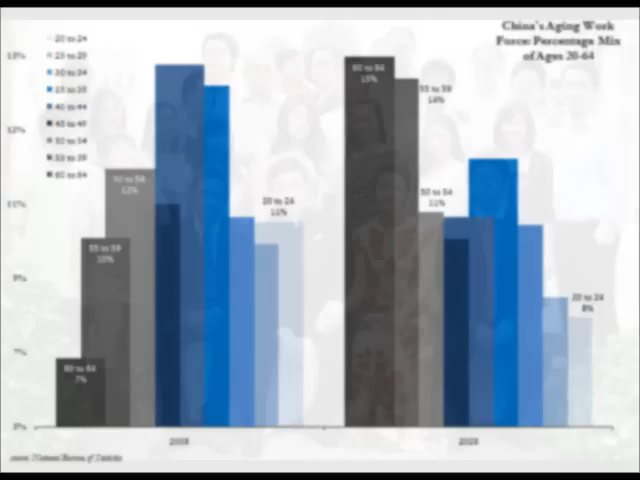 China's Aging Work
Force: Percentage Mix
of Ages 20-64
20 to 24
25 to 29
30 to 34
35 to 39
40 to 44
45 to 49
50 to 54
55 to 59
60 to 64
12%
11%
9%
7%
60 to 64
7%
55 to 59
10%
50 to 54
12%
20 to 24
11%
60 to 64
15%
55 to 59
14%
50 to 54
11%
20 to 24
8%
source: National Bureau of Statistics